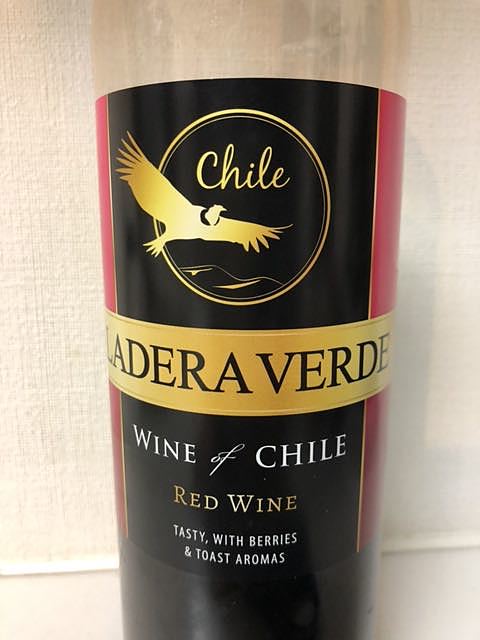 Chile
LADERA VERDE
WINE of CHILE
RED WINE
TASTY, WITH BERRIES
& TOAST AROMAS